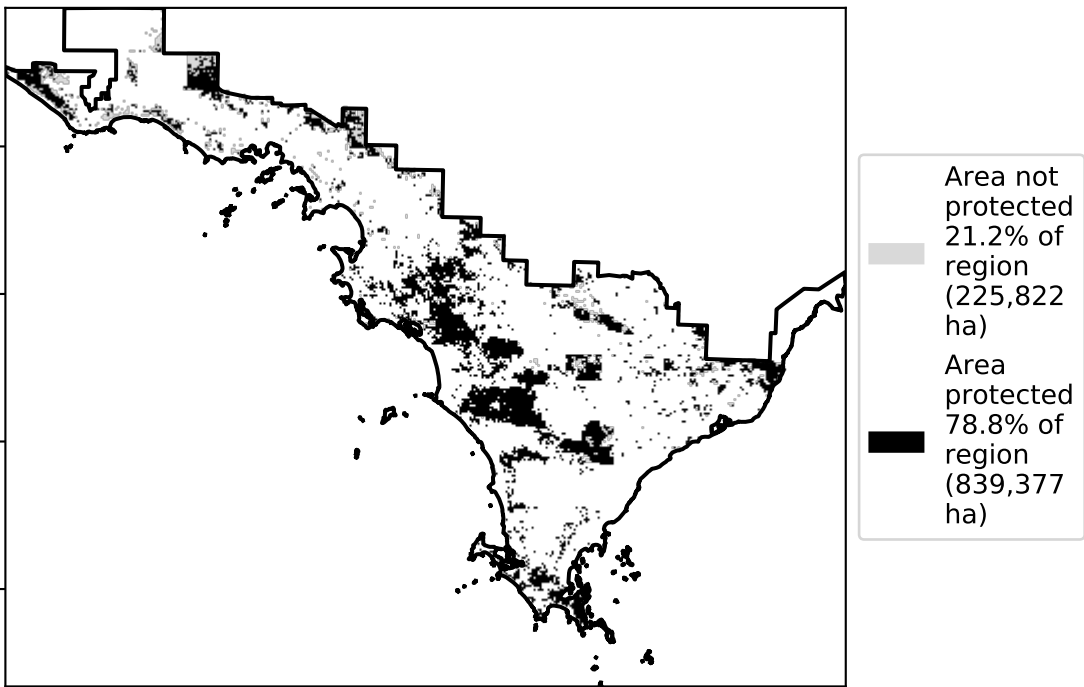 Area not
protected
21.2% of
region
(225,822
ha)
Area
protected
78.8% of
region
(839,377
ha)